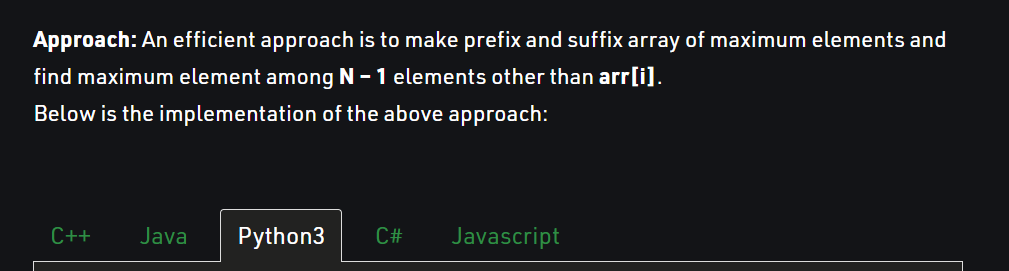 Approach: An efficient approach is to make prefix and suffix array of maximum elements and
find maximum element among N – 1 elements other than arr[i].
Below is the implementation of the above approach:
C++ Java Python3 C# Javascript